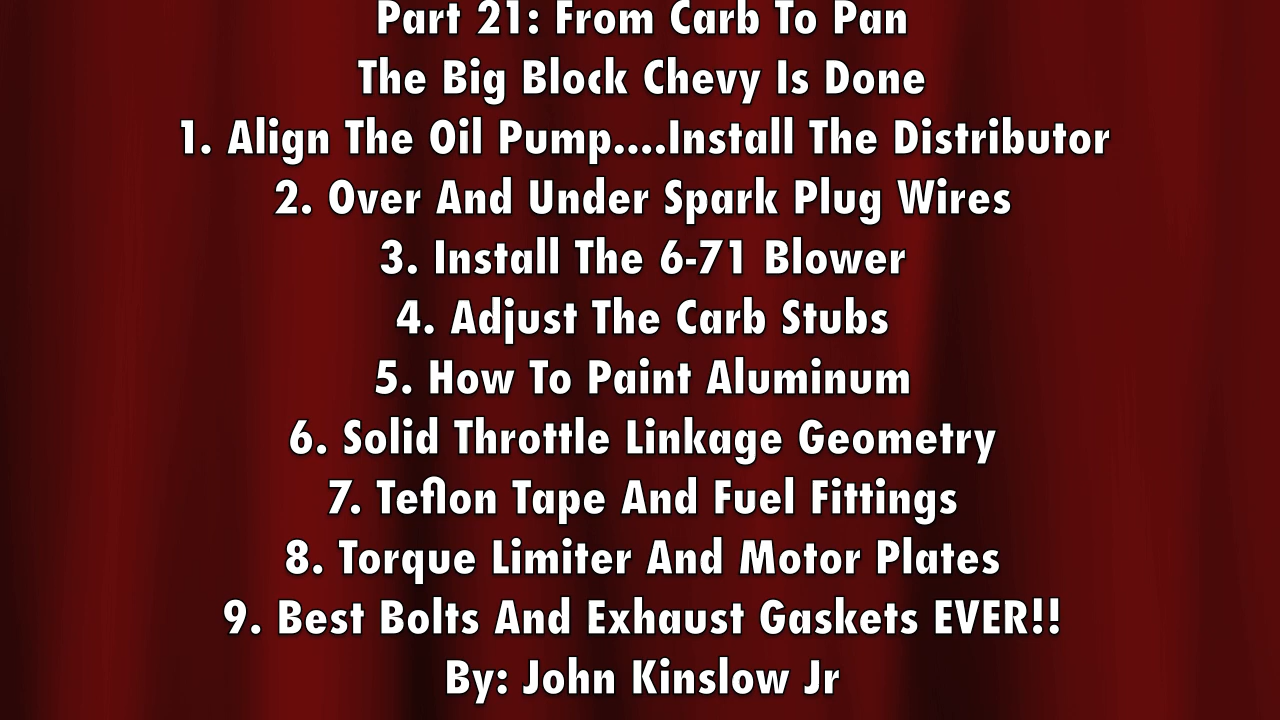 Part 21: From Carb To Pan
The Big Block Chevy Is Done
1. Align The Oil Pump....Install The Distributor
2. Over And Under Spark Plug Wires
3. Install The 6-71 Blower
4. Adjust The Carb Stubs
5. How To Paint Aluminum
6. Solid Throttle Linkage Geometry
7. Teflon Tape And Fuel Fittings
8. Torque Limiter And Motor Plates
9. Best Bolts And Exhaust Gaskets EVER!!
By: John Kinslow Jr